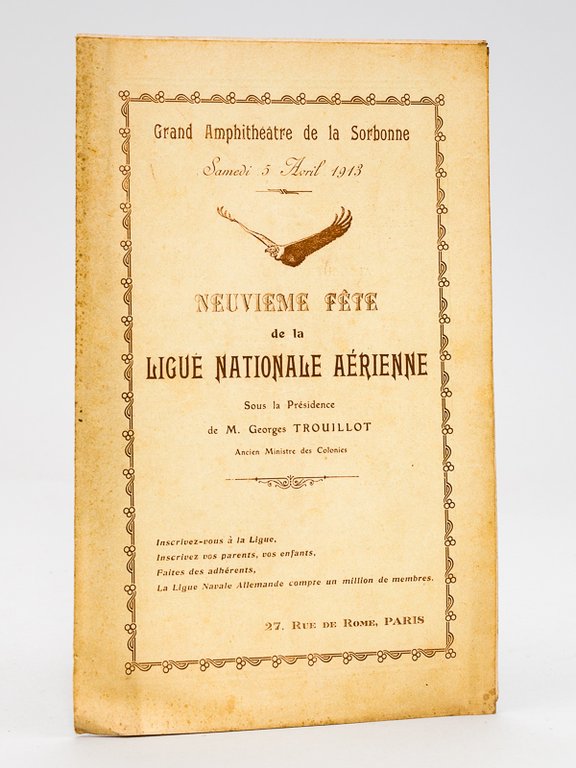 Grand Amphithéâtre de la Sorbonne
Samedi 5 Avril 1913
NEUVIEME FÊTE
de la
LIGUE NATIONALE AÉRIENNE
Sous la Présidence
de M. Georges TROUILLOT
Ancien Ministre des Colonies
Inscrivez-vous à la Ligue,
Inscrivez vos parents, vos enfants,
Faites des adhérents,
La Ligue Navale Allemande compte un million de membres.
27. RUE DE ROME, PARIS